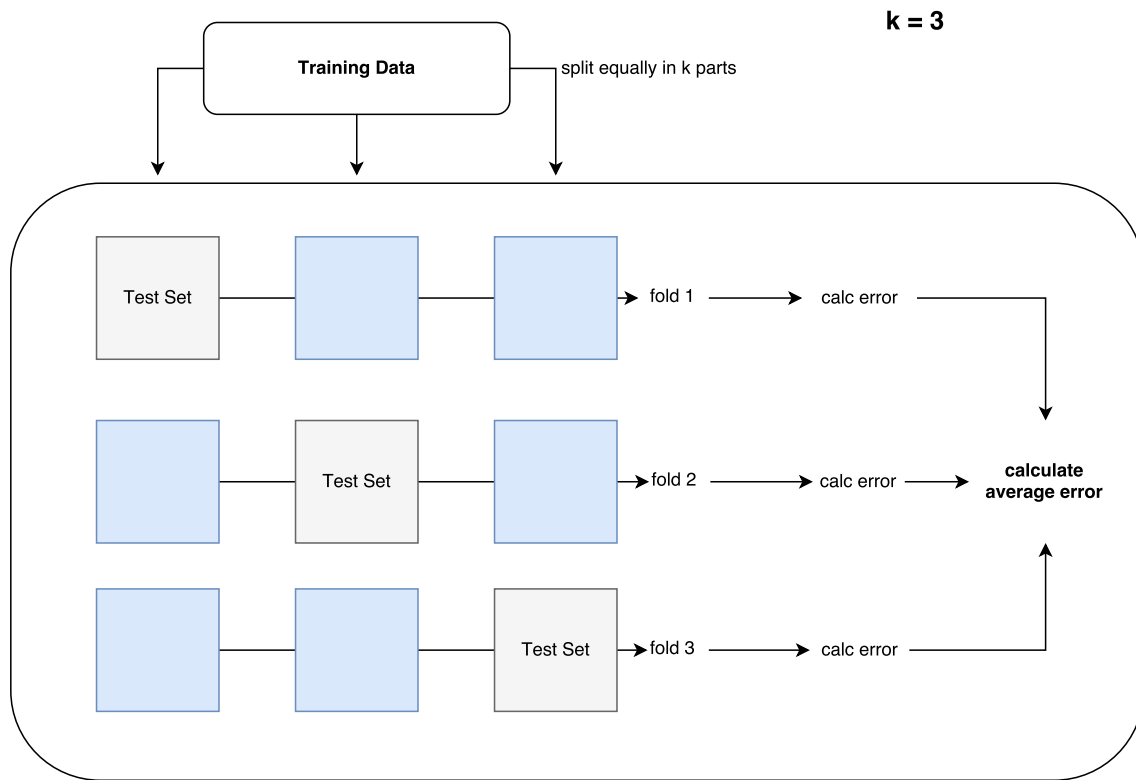 k = 3
Training Data
split equally in k parts
Test Set
fold 1
calc error
Test Set
fold 2
calc error
calculate
average error
Test Set
fold 3
calc error